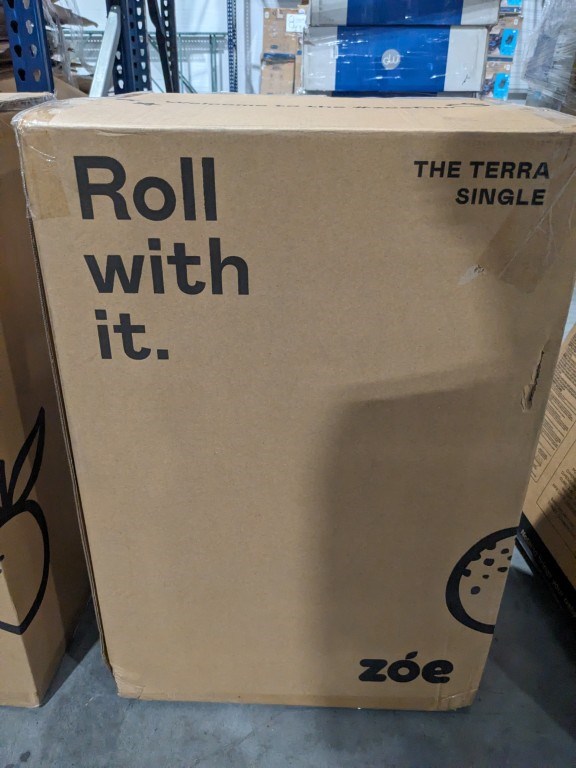 Roll
with
it.
THE TERRA
SINGLE
zóe